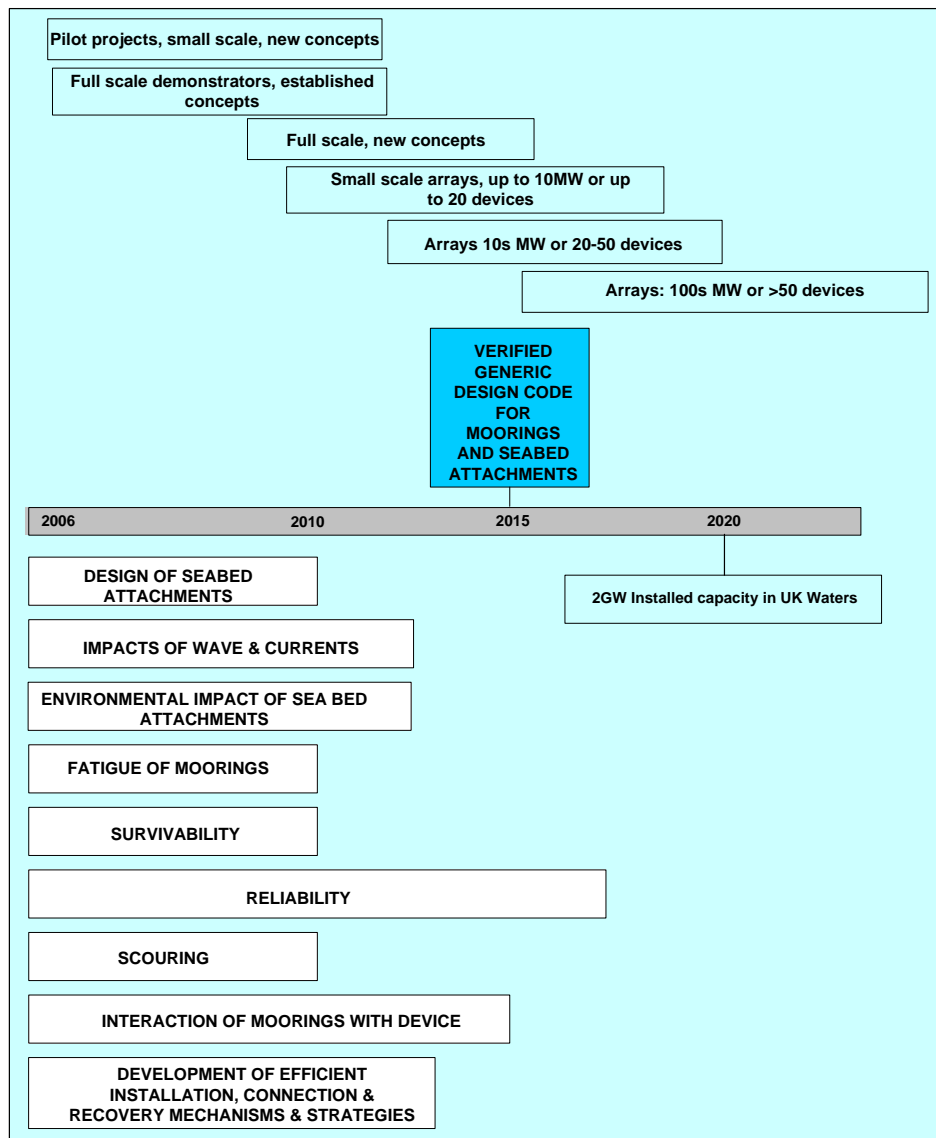 Pilot projects, small scale, new concepts
Full scale demonstrators, established
concepts
Full scale, new concepts
Small scale arrays, up to 10MW or up
to 20 devices
Arrays 10s MW or 20-50 devices
Arrays: 100s MW or >50 devices
VERIFIED
GENERIC
DESIGN CODE
FOR
MOORINGS
AND SEABED
ATTACHMENTS
2006 2010 2015 2020
DESIGN OF SEABED
ATTACHMENTS
2GW Installed capacity in UK Waters
IMPACTS OF WAVE & CURRENTS
ENVIRONMENTAL IMPACT OF SEA BED
ATTACHMENTS
FATIGUE OF MOORINGS
SURVIVABILITY
RELIABILITY
SCOURING
INTERACTION OF MOORINGS WITH DEVICE
DEVELOPMENT OF EFFICIENT
INSTALLATION, CONNECTION &
RECOVERY MECHANISMS & STRATEGIES